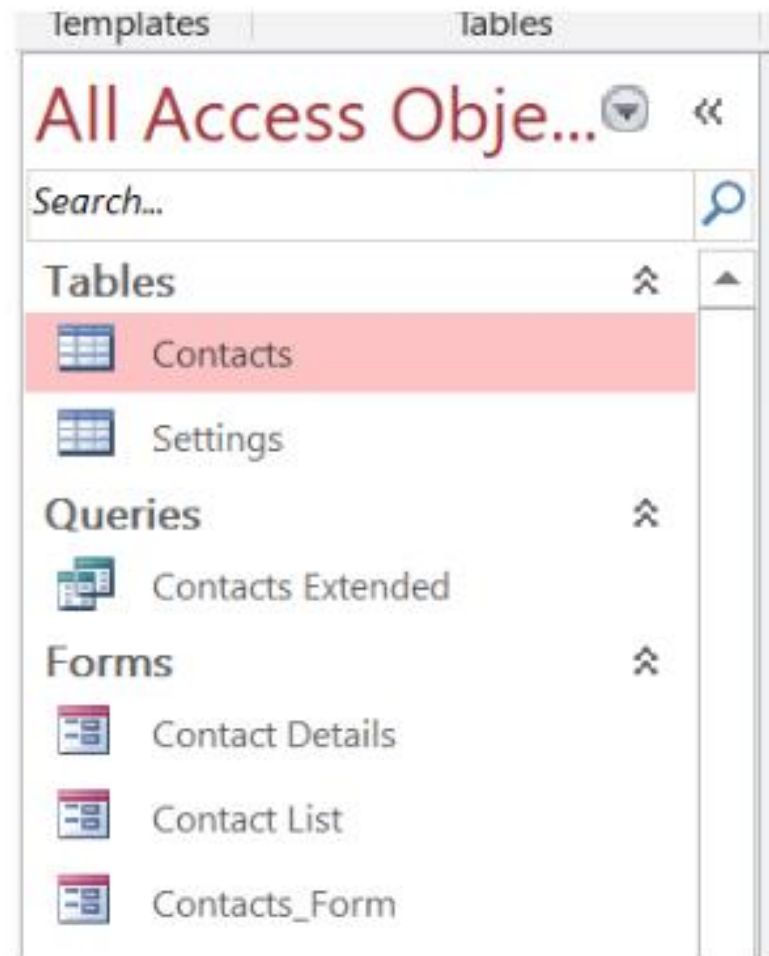 Templates Tables
All Access Obje... «
Search...
Tables
Contacts
Settings
Queries
Contacts Extended
Forms
Contact Details
Contact List
Contacts_Form